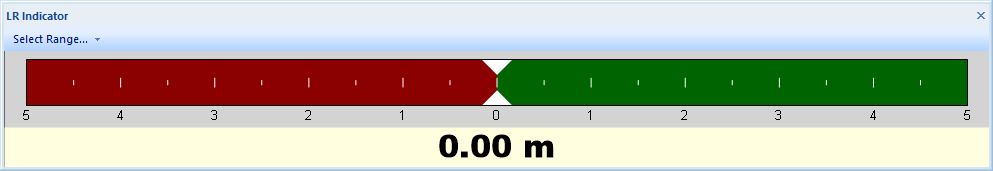 LR Indicator
Select Range...
5 4 3 2 1 0 1 2 3 4 5
0.00 m